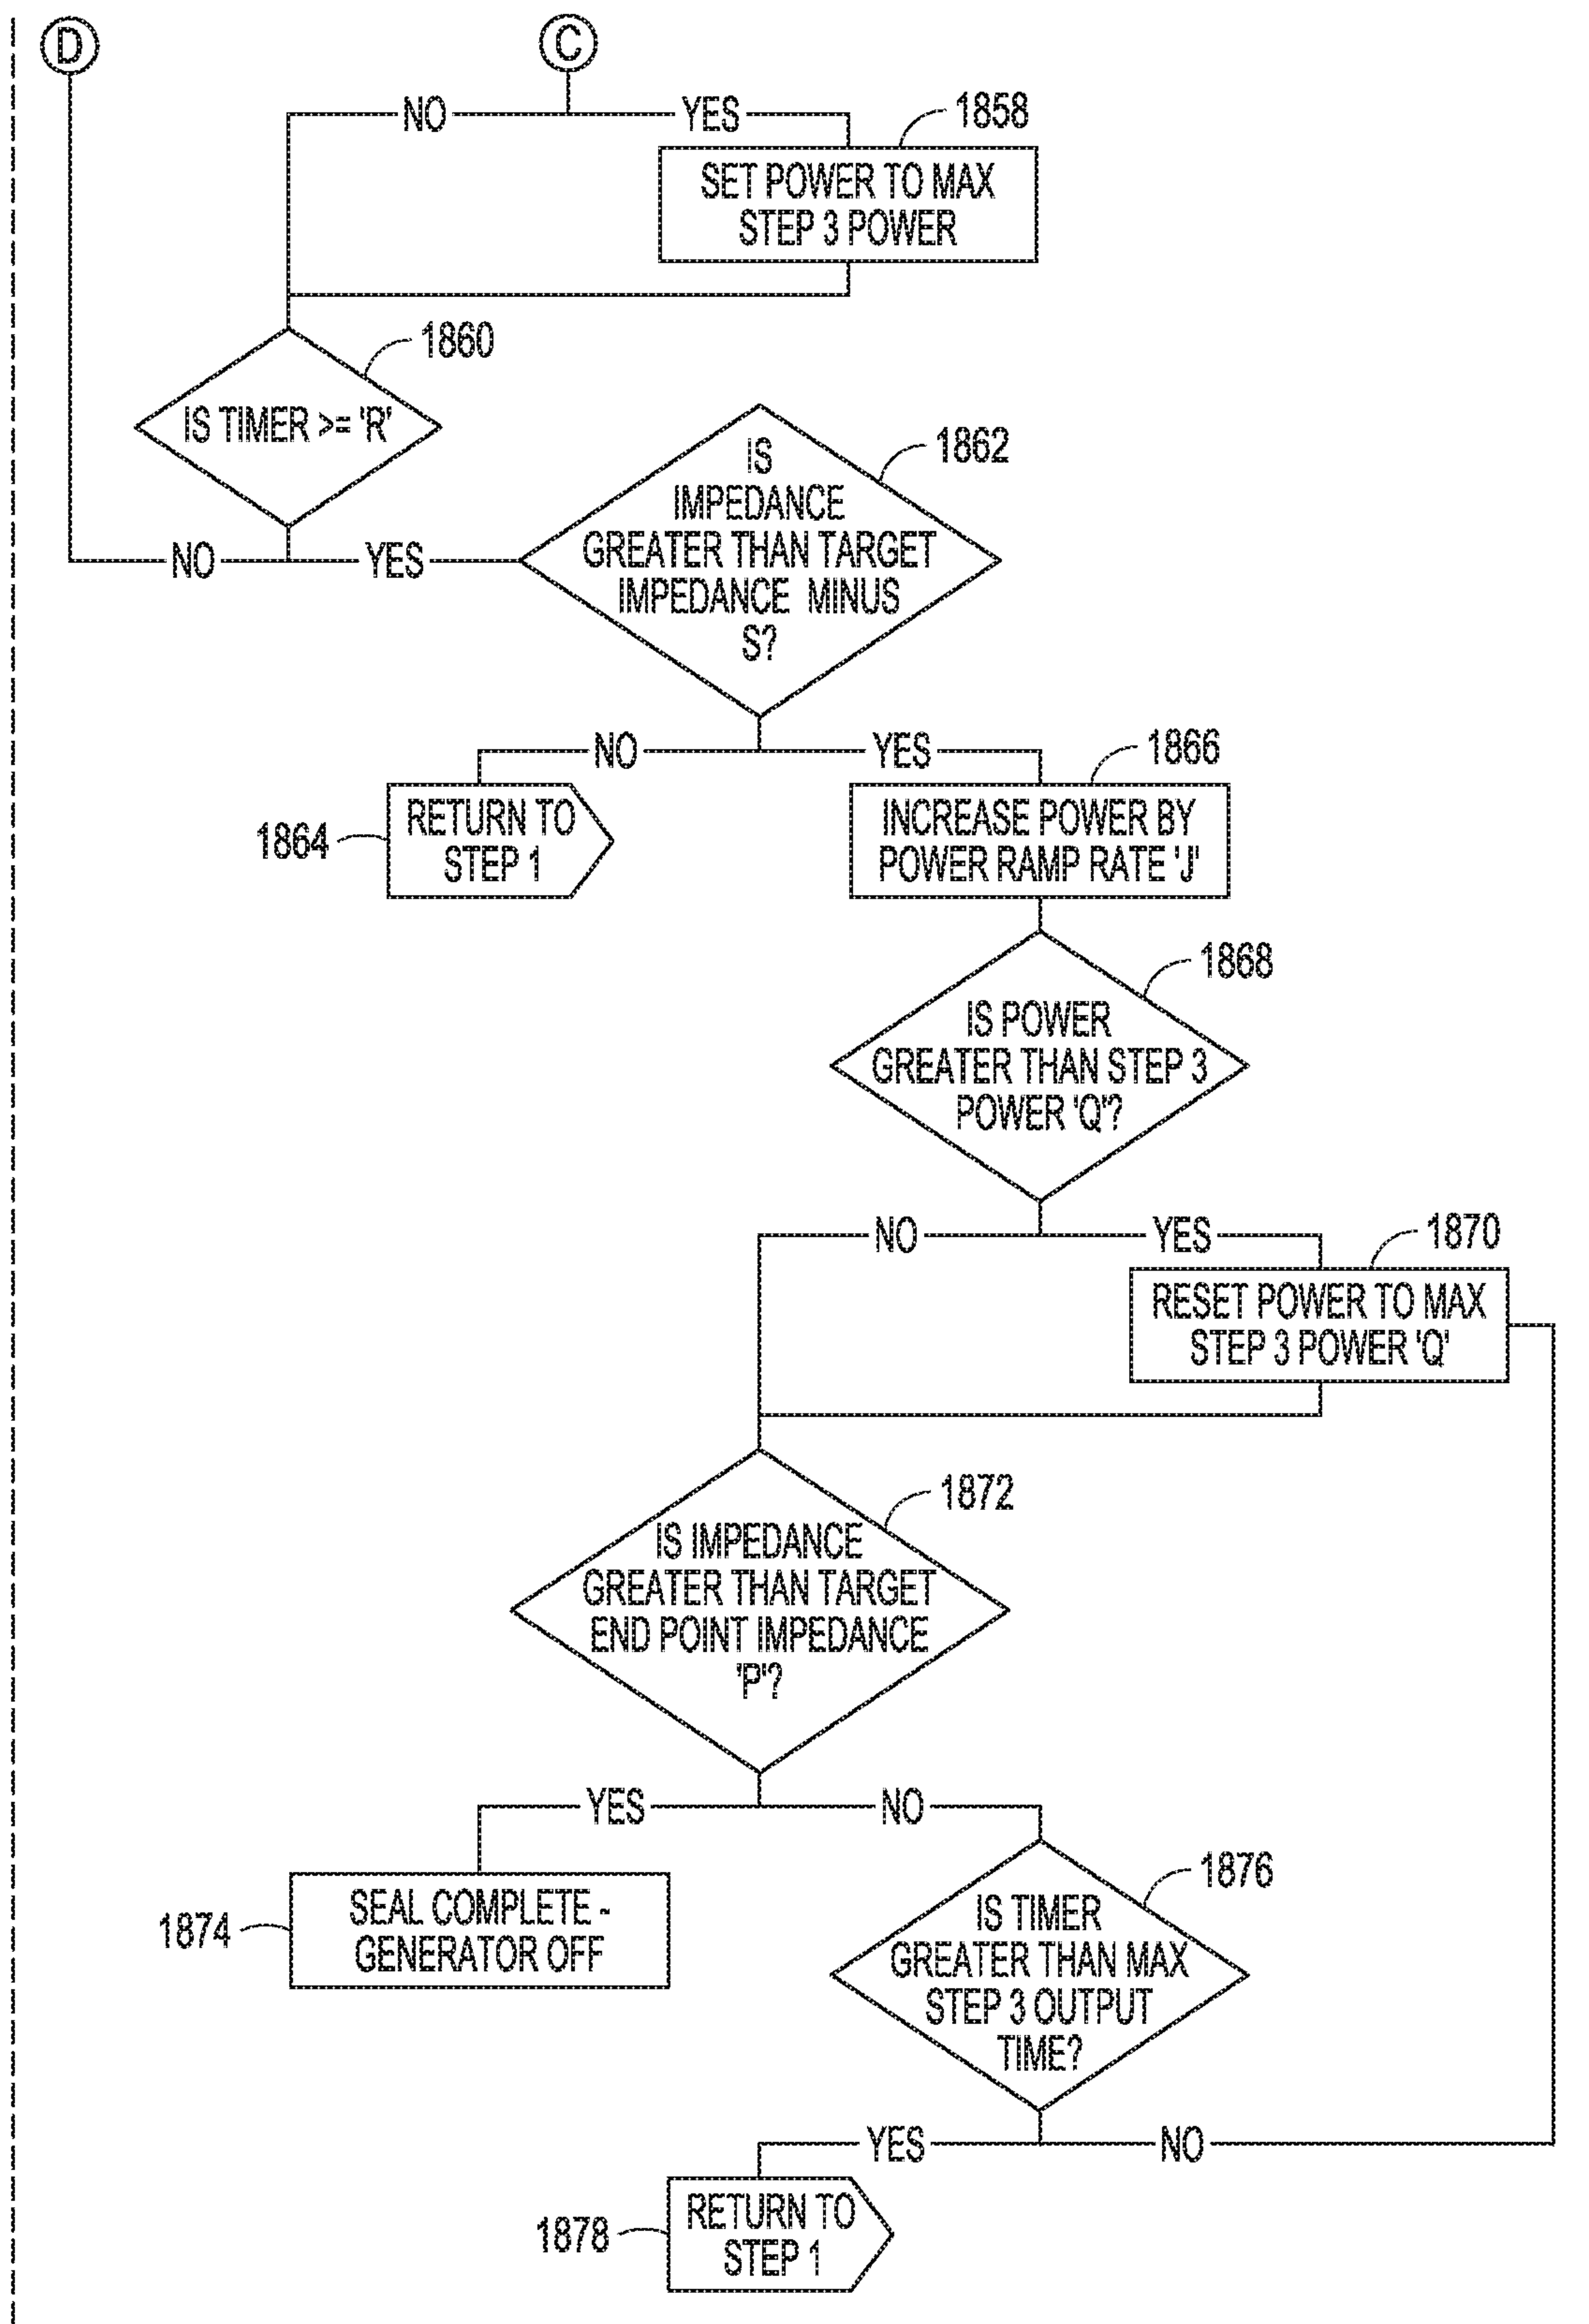 D
C
NO
YES
1858
SET POWER TO MAX
STEP 3 POWER
1860
IS TIMER >= 'R'
1862
IS
IMPEDANCE
GREATER THAN TARGET
IMPEDANCE MINUS
S?
NO
YES
NO
YES
1866
1864
RETURN TO
STEP 1
INCREASE POWER BY
POWER RAMP RATE 'J'
1868
IS POWER
GREATER THAN STEP 3
POWER 'Q'?
NO
YES
1870
RESET POWER TO MAX
STEP 3 POWER 'Q'
1872
IS IMPEDANCE
GREATER THAN TARGET
END POINT IMPEDANCE
'P'?
YES
NO
1874
SEAL COMPLETE -
GENERATOR OFF
1876
IS TIMER
GREATER THAN MAX
STEP 3 OUTPUT
TIME?
YES
NO
1878
RETURN TO
STEP 1